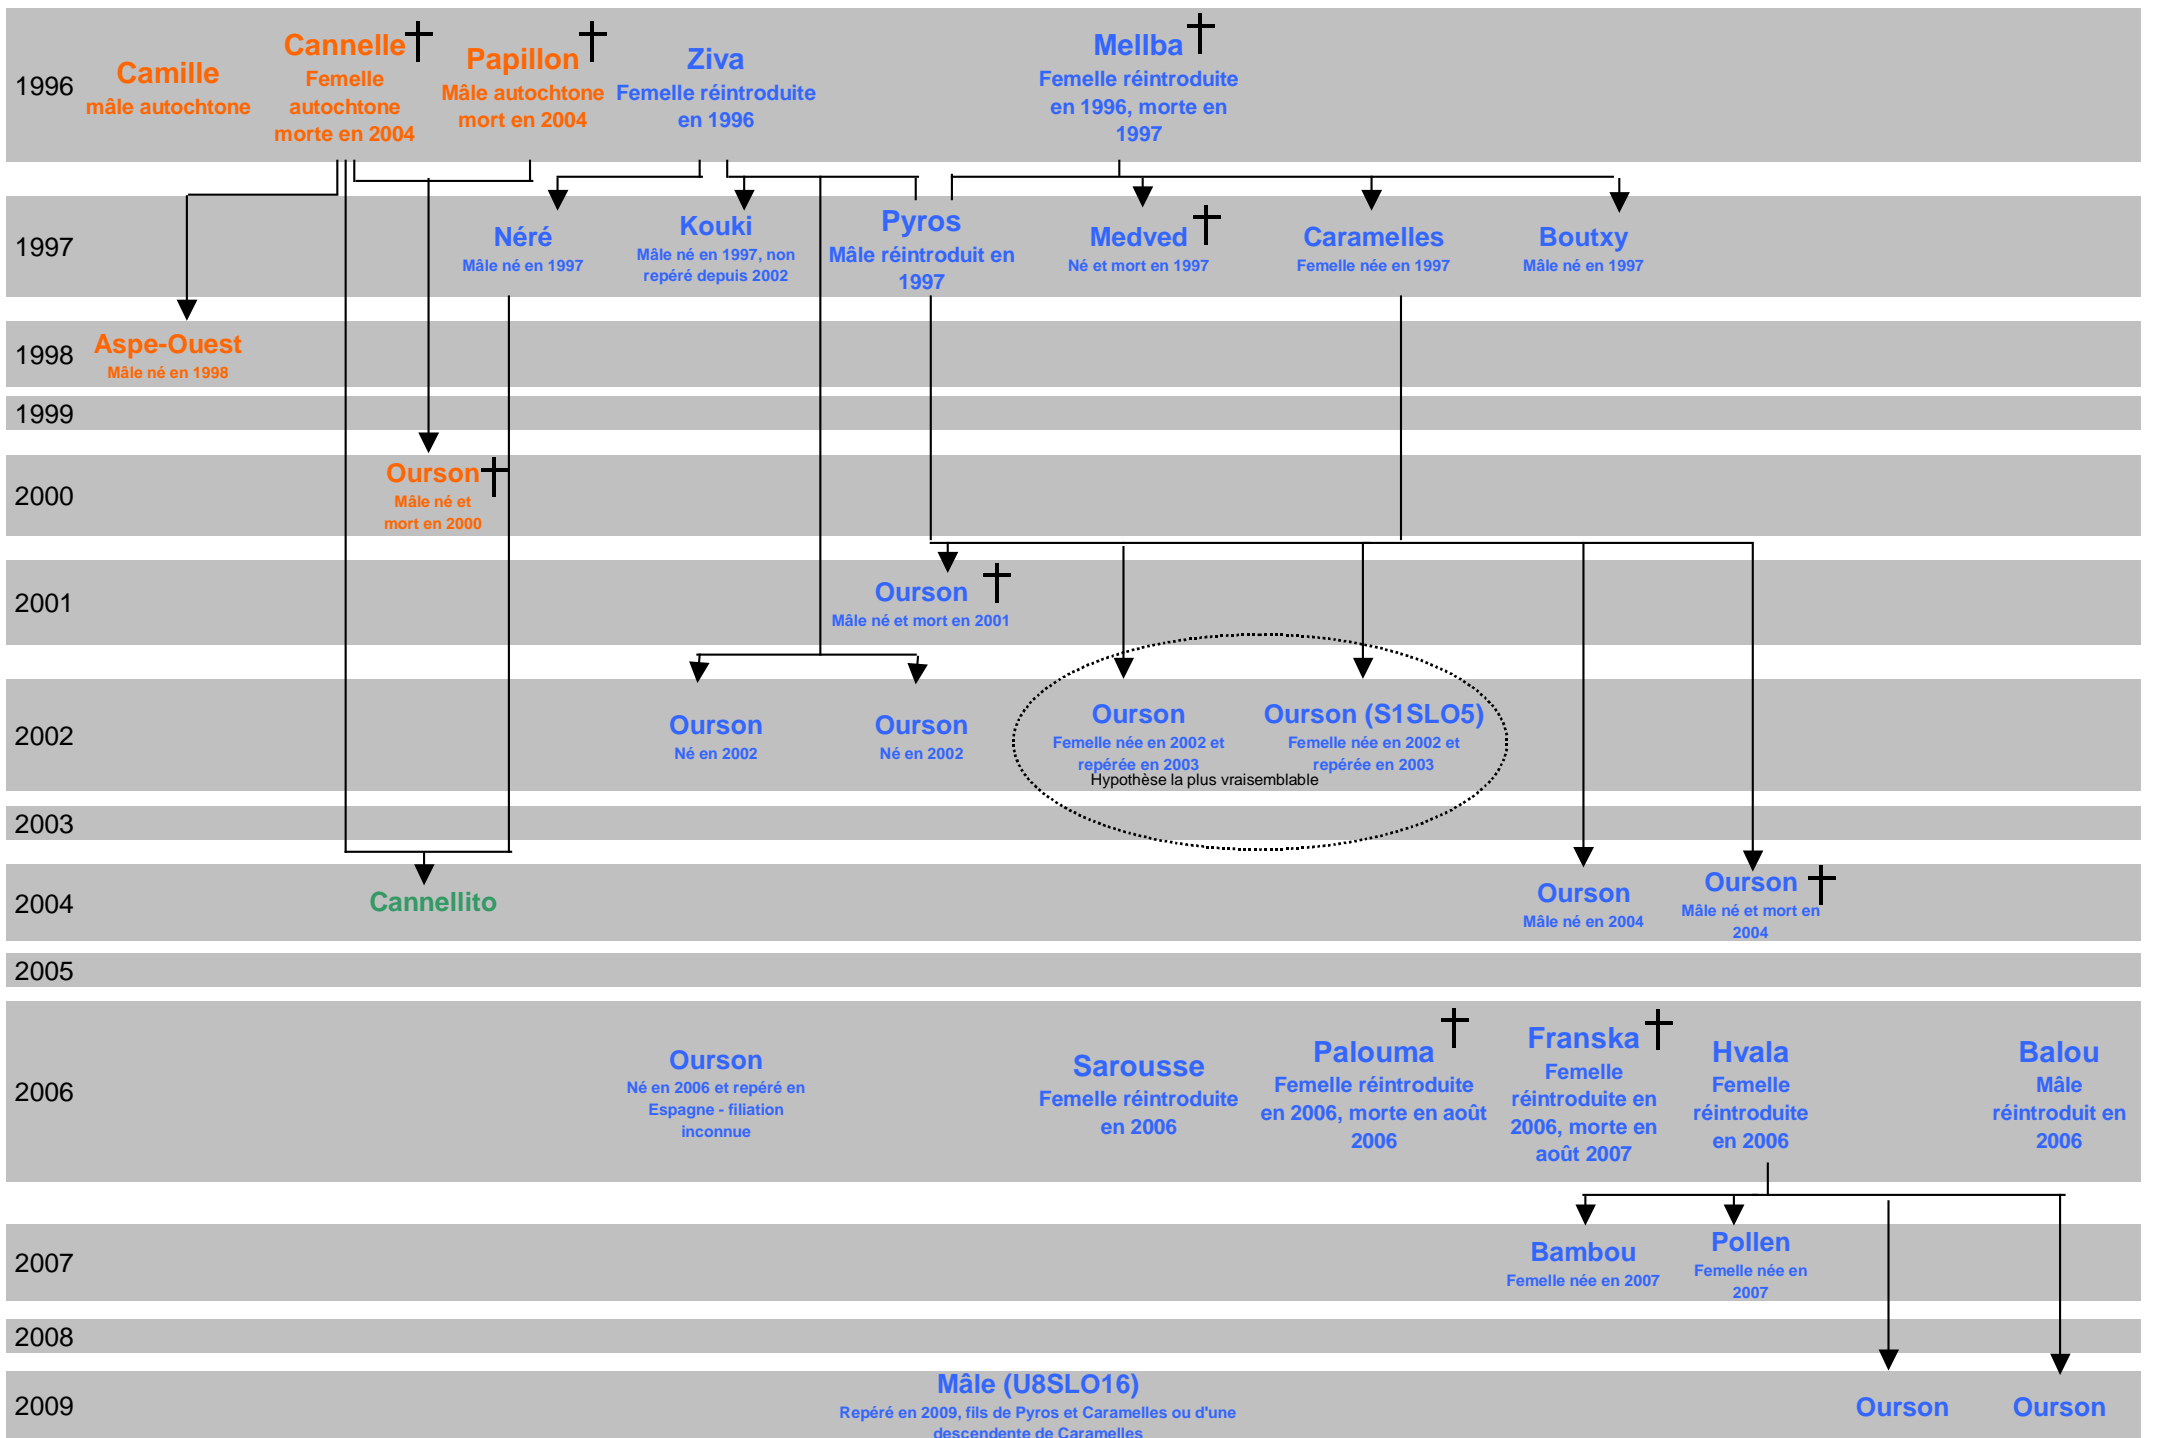 1996
Camille
mâle autochtone
Cannelle
Femelle
autochtone
morte en 2004
Papillon
Mâle autochtone
mort en 2004
Ziva
Femelle réintroduite
en 1996
Mellba
Femelle réintroduite
en 1996, morte en
1997
1997
Néré
Mâle né en 1997
Kouki
Mâle né en 1997, non
repéré depuis 2002
Pyros
Mâle réintroduit en
1997
Medved
Né et mort en 1997
Caramelles
Femelle née en 1997
Boutxy
Mâle né en 1997
1998
Aspe-Ouest
Mâle né en 1998
1999
2000
Ourson
Mâle né et
mort en 2000
2001
Ourson
Mâle né et mort en 2001
2002
Ourson
Né en 2002
Ourson
Né en 2002
Ourson
Femelle née en 2002 et
repérée en 2003
Ourson (S1SLO5)
Femelle née en 2002 et
repérée en 2003
Hypothèse la plus vraisemblable
2003
2004
Cannellito
Ourson
Mâle né en 2004
Ourson
Mâle né et mort en
2004
2005
2006
Ourson
Né en 2006 et repéré en
Espagne - filiation
inconnue
Sarousse
Femelle réintroduite
en 2006
Palouma
Femelle réintroduite
en 2006, morte en août
2006
Franska
Femelle
réintroduite en
2006, morte en
août 2007
Hvala
Femelle
réintroduite
en 2006
Balou
Mâle
réintroduit en
2006
2007
Bambou
Femelle née en 2007
Pollen
Femelle née en
2007
2008
2009
Mâle (U8SLO16)
Repéré en 2009, fils de Pyros et Caramelles ou d'une
descendente de Caramelles
Ourson
Ourson